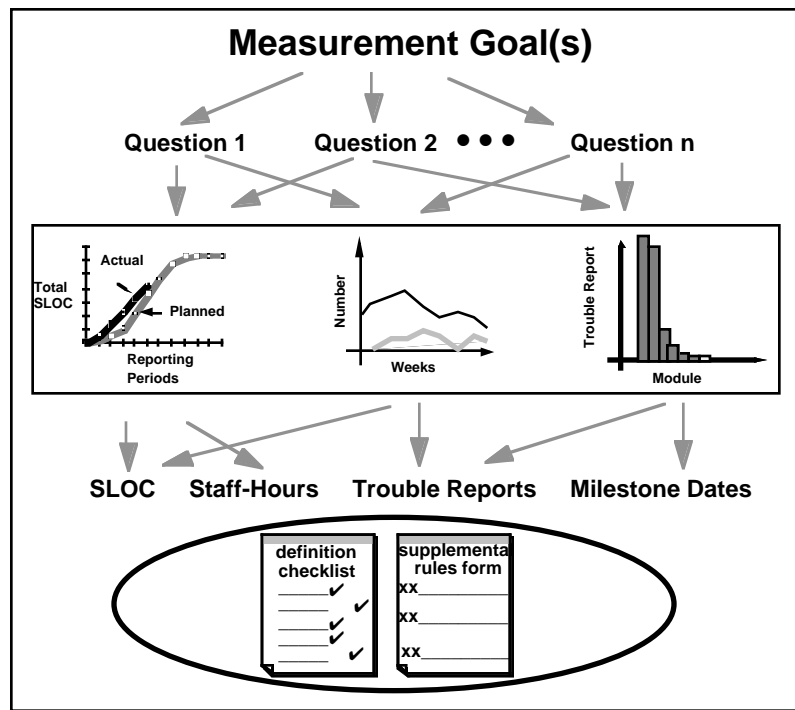 Measurement Goal(s)
Question 1
Question 2
Question n
Actual
Total
SLOC
Planned
Reporting
Periods
Number
Weeks
Trouble Report
Module
SLOC
Staff-Hours
Trouble Reports
Milestone Dates
definition
checklist
supplementa
rules form
xx
xx
xx